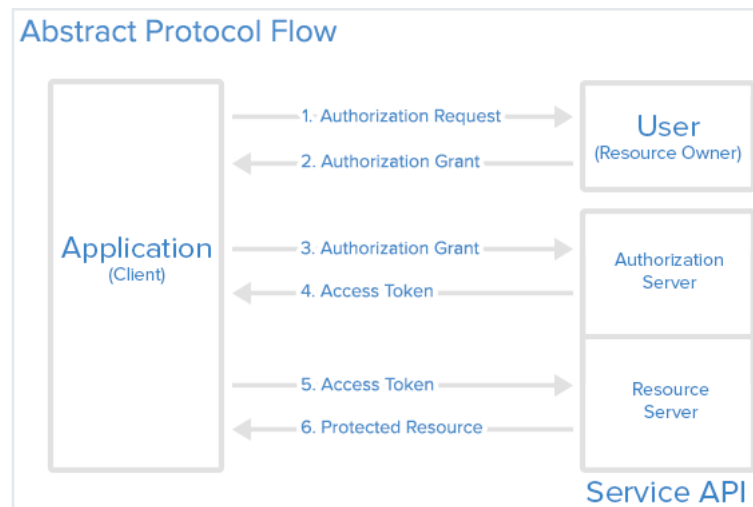 Abstract Protocol Flow
Application
(Client)
1. Authorization Request
2. Authorization Grant
User
(Resource Owner)
3. Authorization Grant
4. Access Token
Authorization
Server
5. Access Token
6. Protected Resource
Resource
Server
Service API